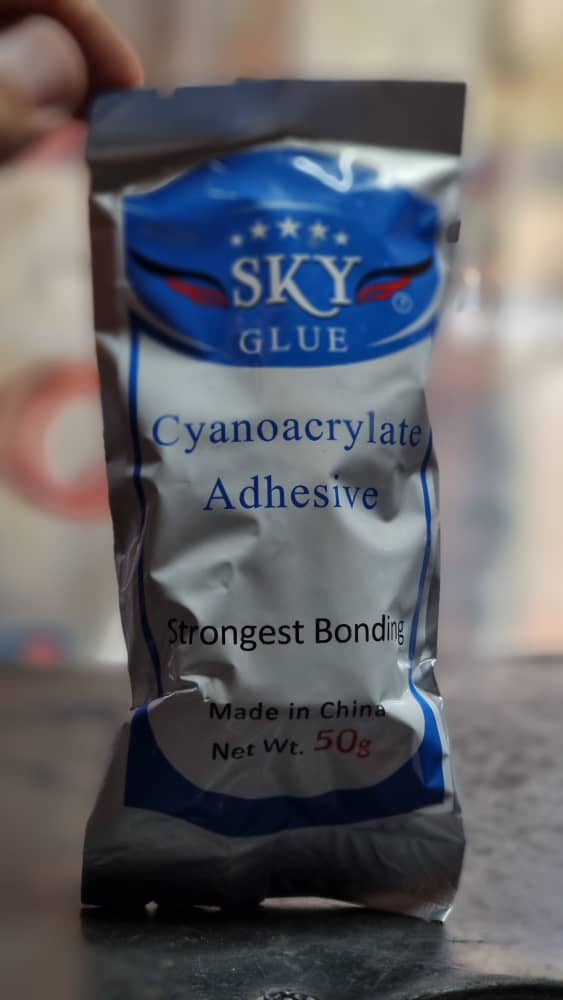 SKY
GLUE
Cyanoacrylate
Adhesive
Strongest Bonding
Made in China
Net Wt. 50g